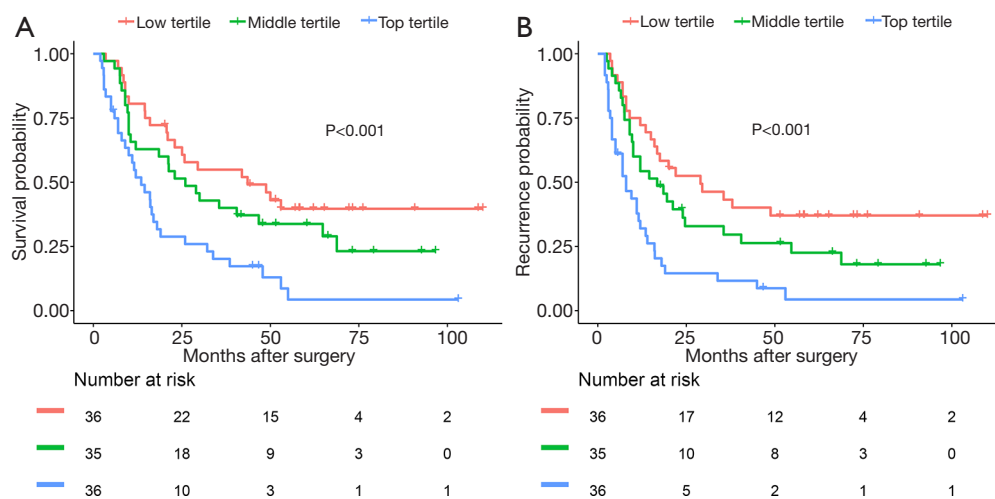 A
Low tertile Middle tertile Top tertile
1.00
0.75
0.50
0.25
0.00
Survival probability
P<0.001
0 25 50 75 100
Months after surgery
Number at risk
36 22 15 4 2
35 18 9 3 0
36 10 3 1 1
B
Low tertile Middle tertile Top tertile
1.00
0.75
0.50
0.25
0.00
Recurrence probability
P<0.001
0 25 50 75 100
Months after surgery
Number at risk
36 17 12 4 2
35 10 8 3 0
36 5 2 1 1